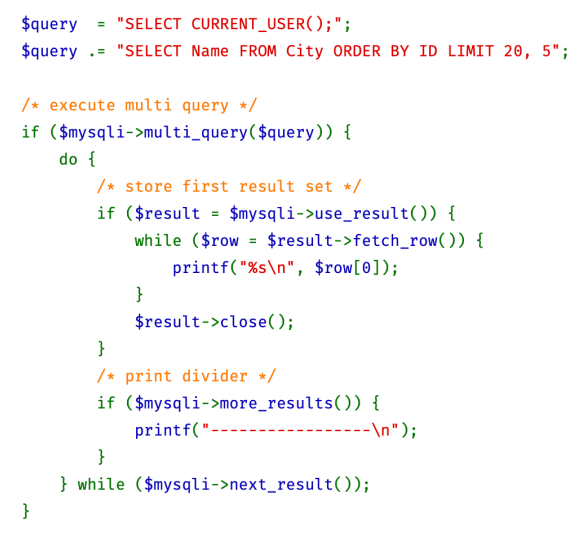 $query  = "SELECT CURRENT_USER();";
$query .= "SELECT Name FROM City ORDER BY ID LIMIT 20, 5";

/* execute multi query */
if ($mysqli->multi_query($query)) {
    do {
        /* store first result set */
        if ($result = $mysqli->use_result()) {
            while ($row = $result->fetch_row()) {
                printf("%s\n", $row[0]);
            }
            $result->close();
        }
        /* print divider */
        if ($mysqli->more_results()) {
            printf("-----------------\n");
        }
    } while ($mysqli->next_result());
}